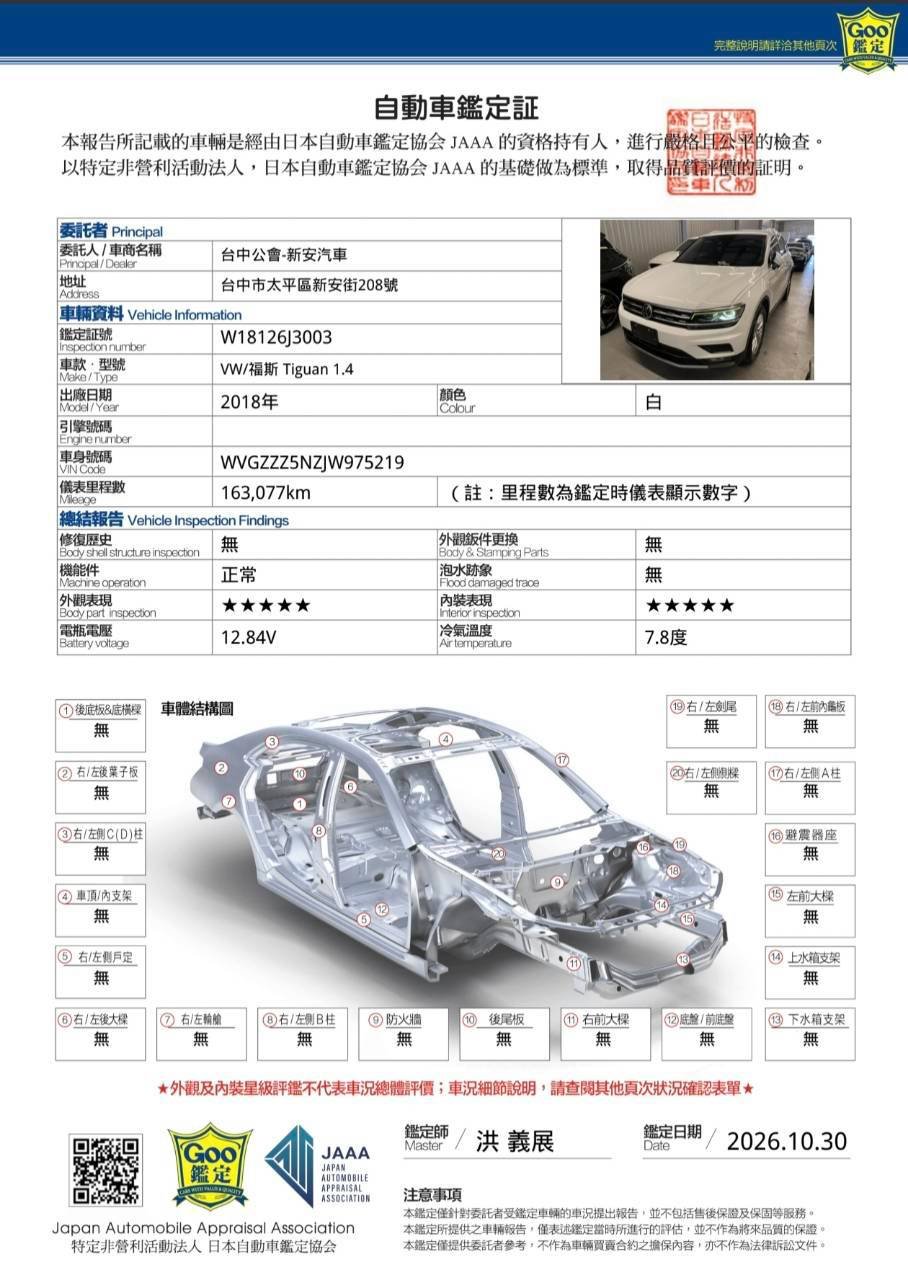 完整說明請詳洽其他頁次
Goo
鑑定
自動車鑑定証
本報告所記載的車輛是經由日本自動車鑑定協会 JAAA 的資格持有人，進行嚴格且公平的檢查。
以特定非營利活動法人，日本自動車鑑定協会 JAAA 的基礎做為標準，取得品質評價的証明。
委託者 Principal
委託人 / 車商名稱 台中公會-新安汽車
Principal / Dealer
地址 台中市太平區新安街208號
Address
車輛資料 Vehicle Information
鑑定証號 W18126J3003
Inspection number
車款．型號 VW/福斯 Tiguan 1.4
Make / Type
出廠日期 2018年 顏色 白
Model / Year Colour
引擎號碼
Engine number
車身號碼 WVGZZZ5NZJW975219
VIN Code
儀表里程數 163,077km （註：里程數為鑑定時儀表顯示數字）
Mileage
總結報告 Vehicle Inspection Findings
修復歷史 無 外觀鈑件更換 無
Body shell structure inspection Body & Stamping Parts
機能件 正常 泡水跡象 無
Machine operation Flood damaged trace
外觀表現 ★★★★★ 內裝表現 ★★★★★
Body part inspection Interior inspection
電瓶電壓 12.84V 冷氣溫度 7.8度
Battery voltage Air temperature
車體結構圖
①後底板&底橫樑
無
② 右/左後葉子板
無
③右/左側C(D)柱
無
④ 車頂/內支架
無
⑤ 右/左側戶定
無
⑥右/左後大樑
無
⑦ 右/左輪艙
無
⑧右/左側B柱
無
⑨ 防火牆
無
⑩ 後尾板
無
⑪ 右前大樑
無
⑫底盤/前底盤
無
⑬ 下水箱支架
無
⑭ 上水箱支架
無
⑮ 左前大樑
無
⑯ 避震器座
無
⑰右/左側A柱
無
⑱ 右/左前內龜板
無
⑲右/左劍尾
無
⑳右/左側側樑
無
★外觀及內裝星級評鑑不代表車況總體評價；車況細節說明，請查閱其他頁次狀況確認表單★
Goo
鑑定
CARS WITH VALUE & QUALITY
JAAA
JAPAN
AUTOMOBILE
APPRAISAL
ASSOCIATION
Japan Automobile Appraisal Association
特定非營利活動法人 日本自動車鑑定協会
鑑定師 / 洪 義展
Master
鑑定日期 / 2026.10.30
Date
注意事項
本鑑定僅針對委託者受鑑定車輛的車況提出報告，並不包括售後保證及保固等服務。
本鑑定所提供之車輛報告，僅表述鑑定當時所進行的評估，並不作為將來品質的保證。
本鑑定僅提供委託者參考，不作為車輛買賣合約之擔保內容，亦不作為法律訴訟文件。